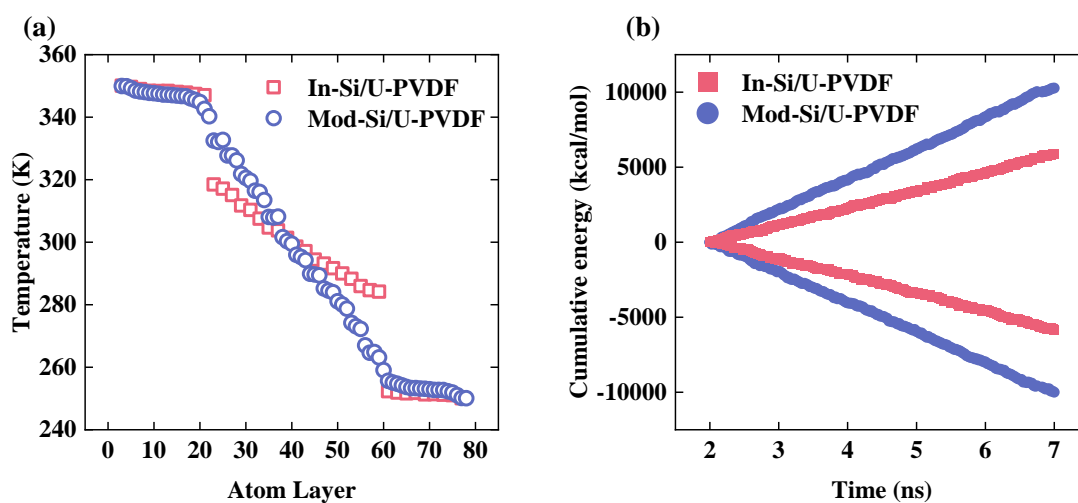 (a)
360
340
320
300
280
260
240
0 10 20 30 40 50 60 70 80
Temperature (K)
Atom Layer
In-Si/U-PVDF
Mod-Si/U-PVDF
(b)
10000
5000
0
-5000
-10000
2 3 4 5 6 7
Cumulative energy (kcal/mol)
Time (ns)
In-Si/U-PVDF
Mod-Si/U-PVDF